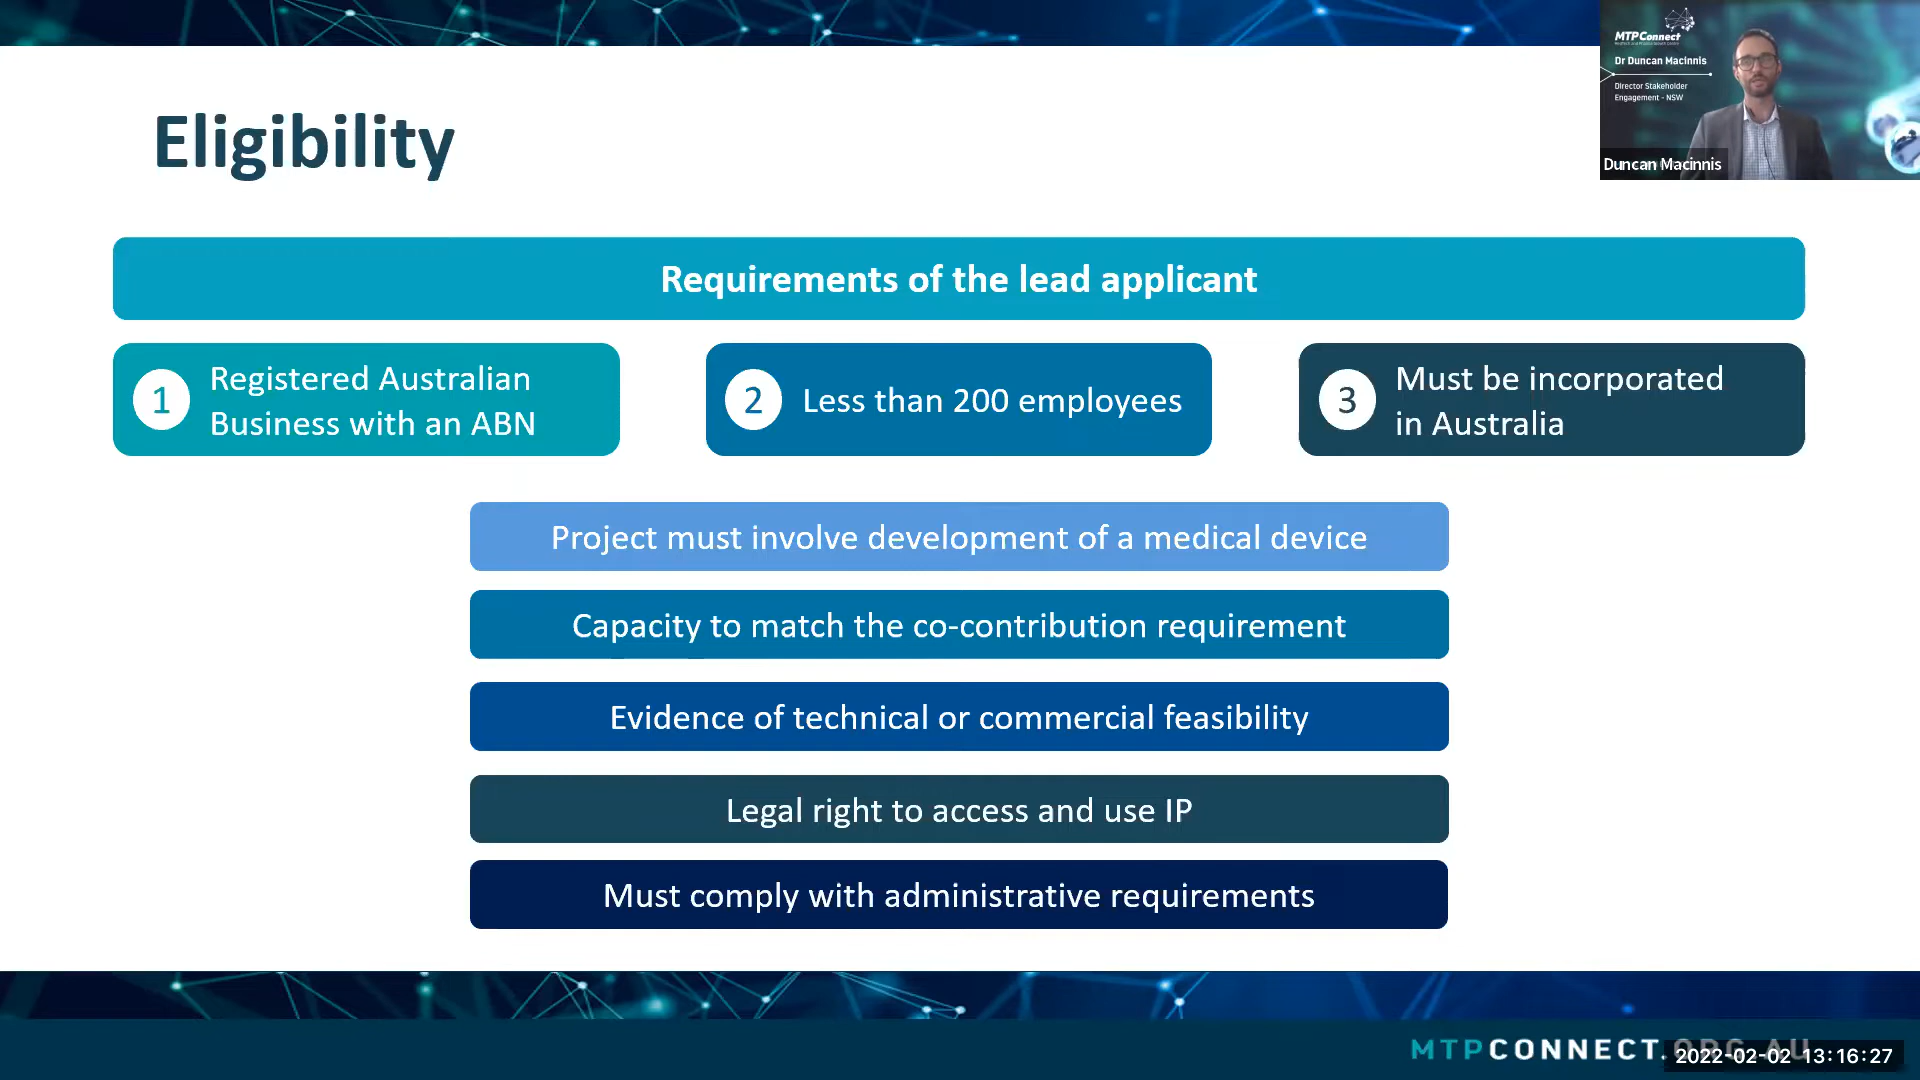 MTPConnect
Dr Duncan Macinnis
Director Stakeholder
Engagement - NSW
Duncan Macinnis
Eligibility
Requirements of the lead applicant
1
Registered Australian
Business with an ABN
2
Less than 200 employees
3
Must be incorporated
in Australia
Project must involve development of a medical device
Capacity to match the co-contribution requirement
Evidence of technical or commercial feasibility
Legal right to access and use IP
Must comply with administrative requirements
MTPCONNECT.ORG.AU
2022-02-02 13:16:27